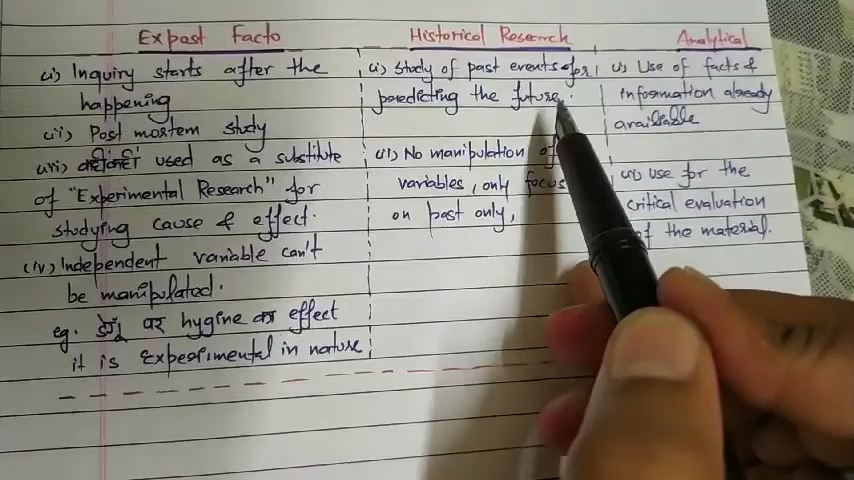 Expast Facto
(i) Inquiry starts after the
happening
(ii) Post mortem study
(iii) used as a substitute
of "Experimental Research" for
studying cause & effect.
(iv) Independent variable can't
be manipulated.
eg. पर hygine का effect
it is Experimental in nature
Historical Research
(i) Study of past events for
predicting the future.
(ii) No manipulation of
variables, only focus
on past only,
Analytical
(i) Use of facts &
information already
available
(ii) Use for the
critical evaluation
of the material.